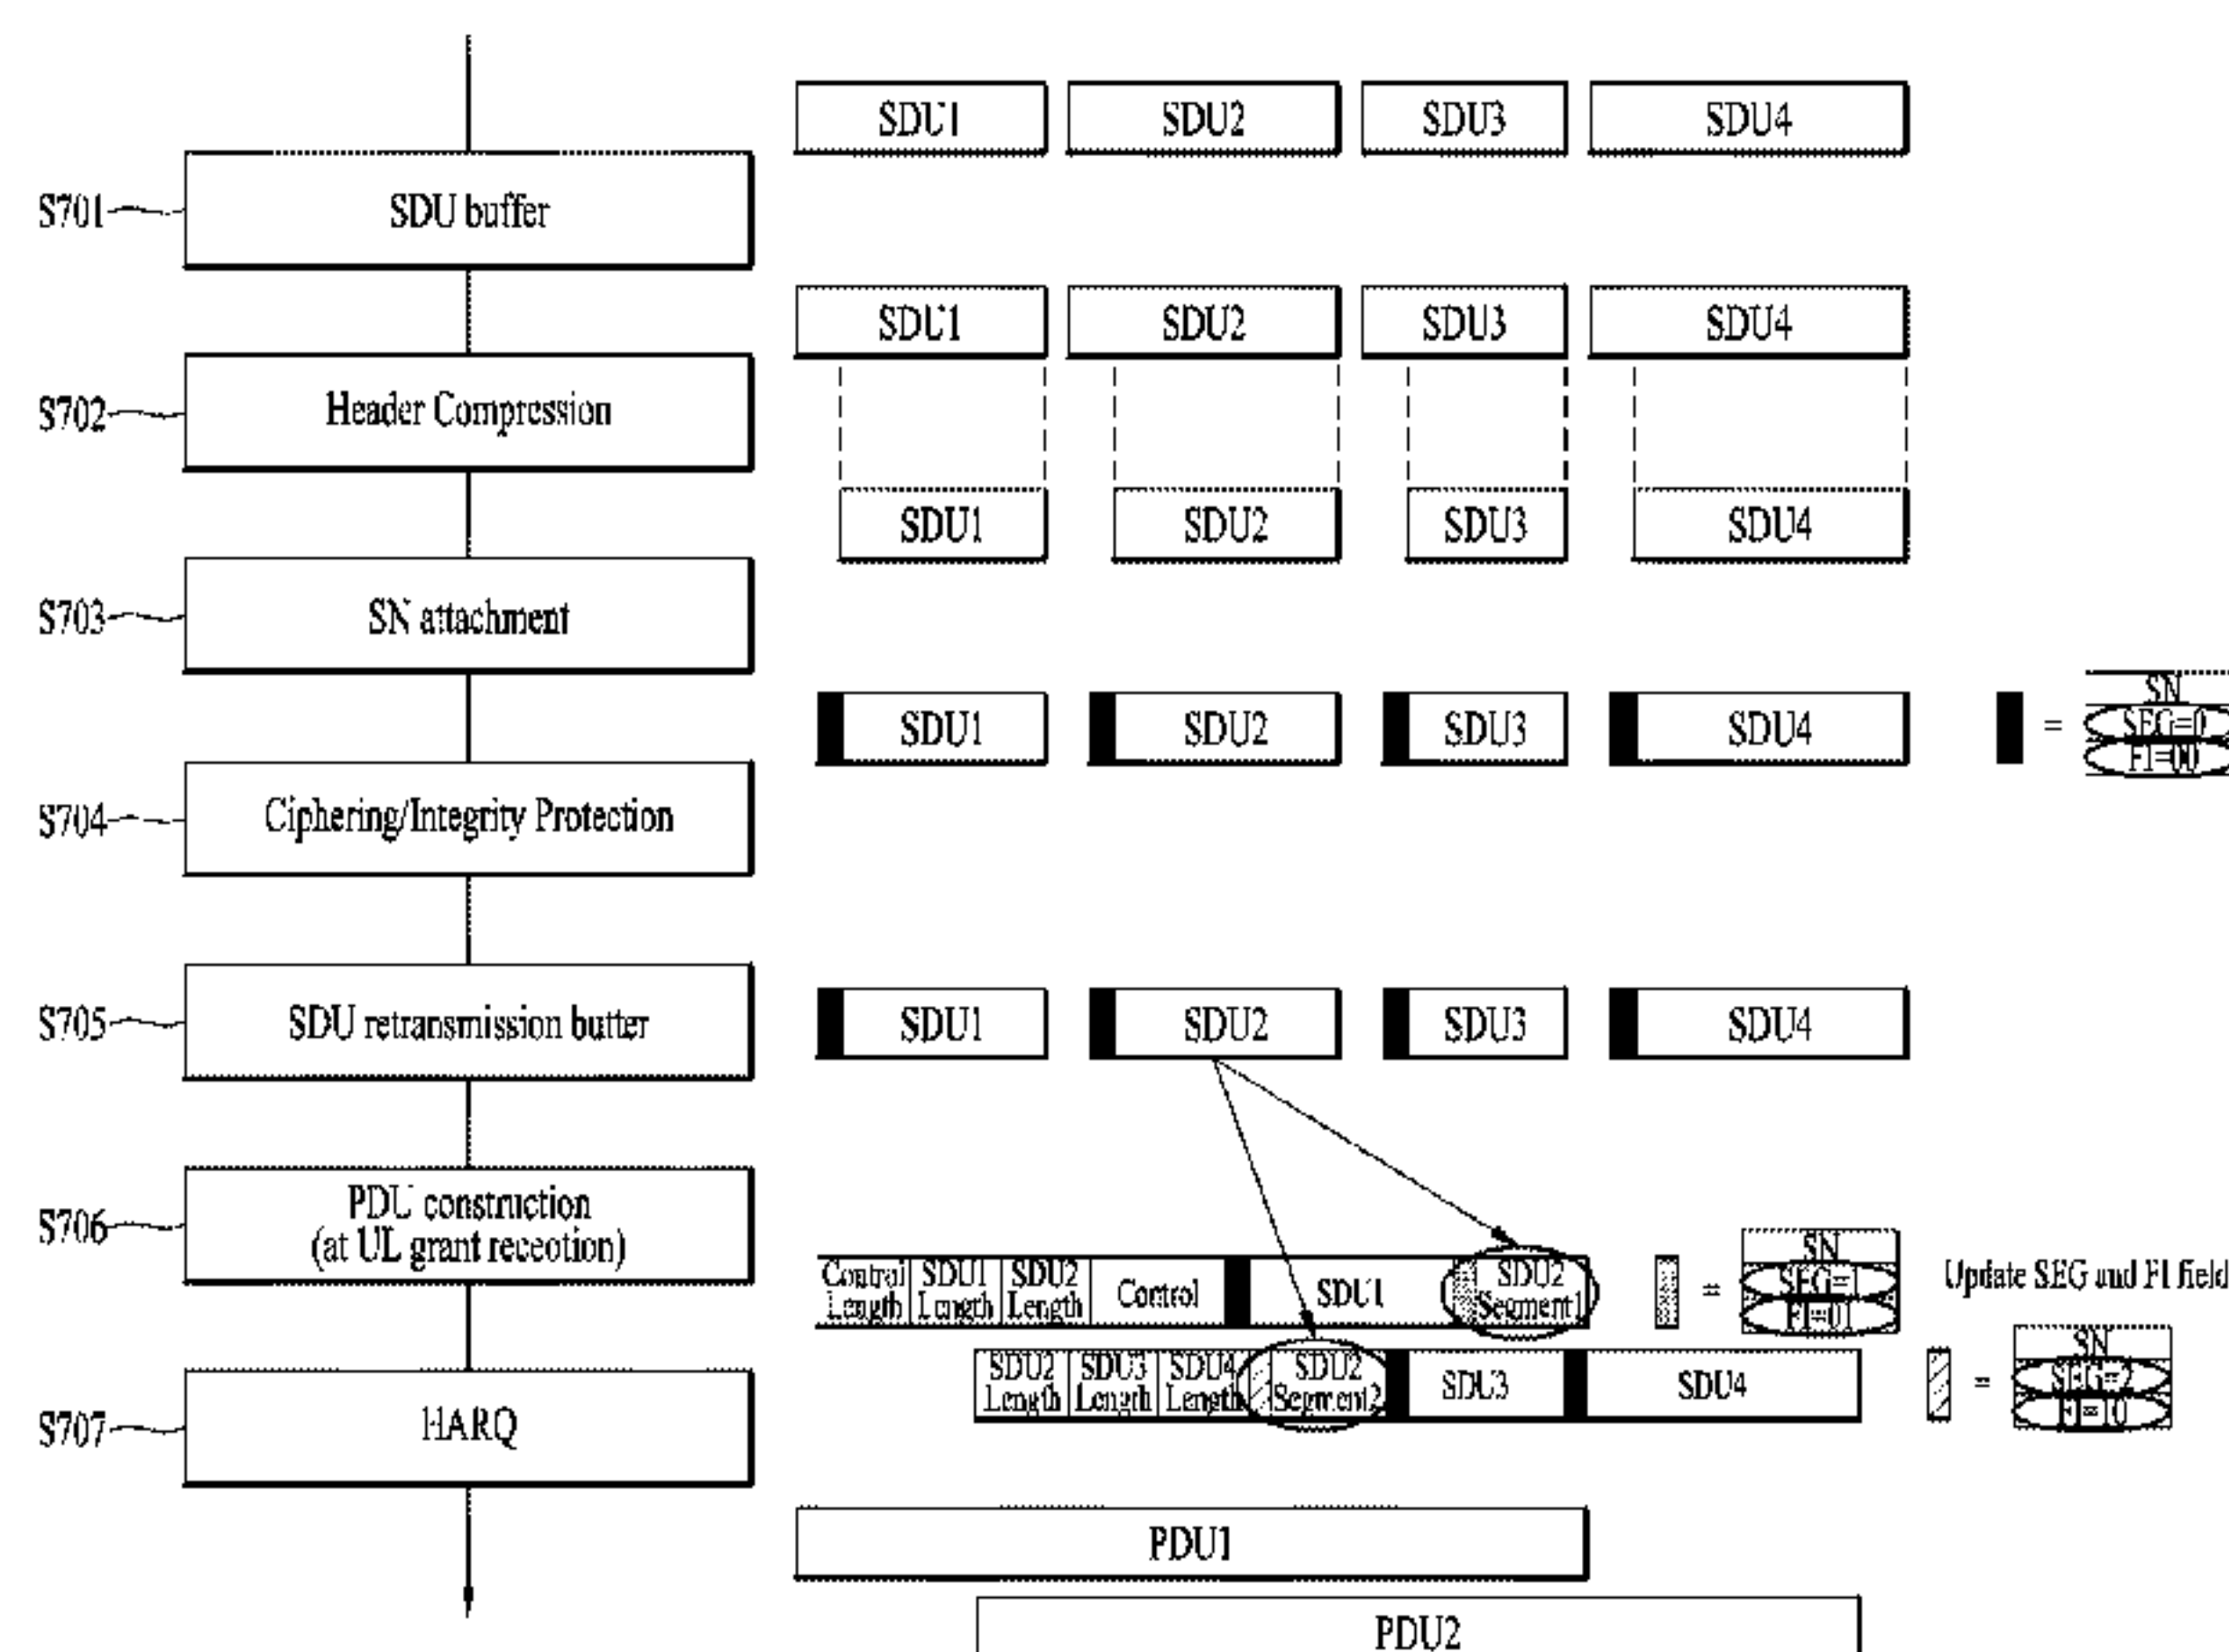 SDU1 SDU2 SDU3 SDU4
S701 SDU buffer
SDU1 SDU2 SDU3 SDU4
S702 Header Compression
SDU1 SDU2 SDU3 SDU4
S703 SN attachment
SDU1 SDU2 SDU3 SDU4 =
SN
SEG=0
FI=00
S704 Ciphering/Integrity Protection
S705 SDU retransmission butter
SDU1 SDU2 SDU3 SDU4
S706 PDU construction
(at UL grant receotion)
Control
Length
SDU1
Length
SDU2
Length
Control
SDU1
SDU2
Segment1
=
SN
SEG=1
FI=01
Update SEG and FI field
SDU2
Length
SDU3
Length
SDU4
Length
SDU2
Segment2
SDU3
SDU4
=
SN
SEG=2
FI=10
S707 HARQ
PDU1
PDU2